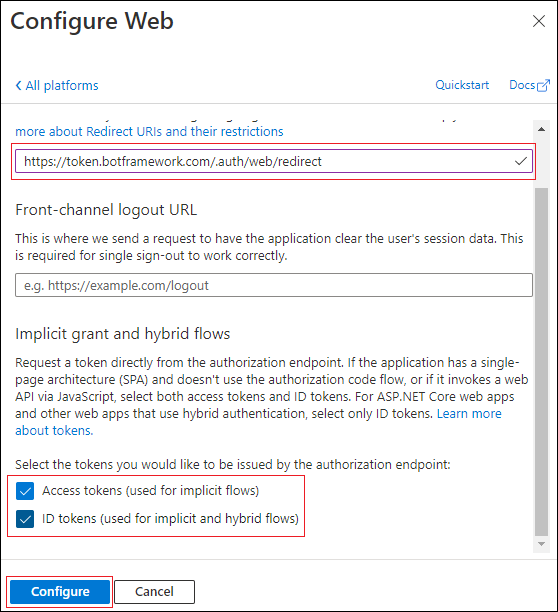 Configure Web
All platforms
Quickstart
Docs
more about Redirect URIs and their restrictions
https://token.botframework.com/.auth/web/redirect
Front-channel logout URL
This is where we send a request to have the application clear the user's session data. This
is required for single sign-out to work correctly.
e.g. https://example.com/logout
Implicit grant and hybrid flows
Request a token directly from the authorization endpoint. If the application has a single-
page architecture (SPA) and doesn't use the authorization code flow, or if it invokes a web
API via JavaScript, select both access tokens and ID tokens. For ASP.NET Core web apps
and other web apps that use hybrid authentication, select only ID tokens. Learn more
about tokens.
Select the tokens you would like to be issued by the authorization endpoint:
Access tokens (used for implicit flows)
ID tokens (used for implicit and hybrid flows)
Configure
Cancel